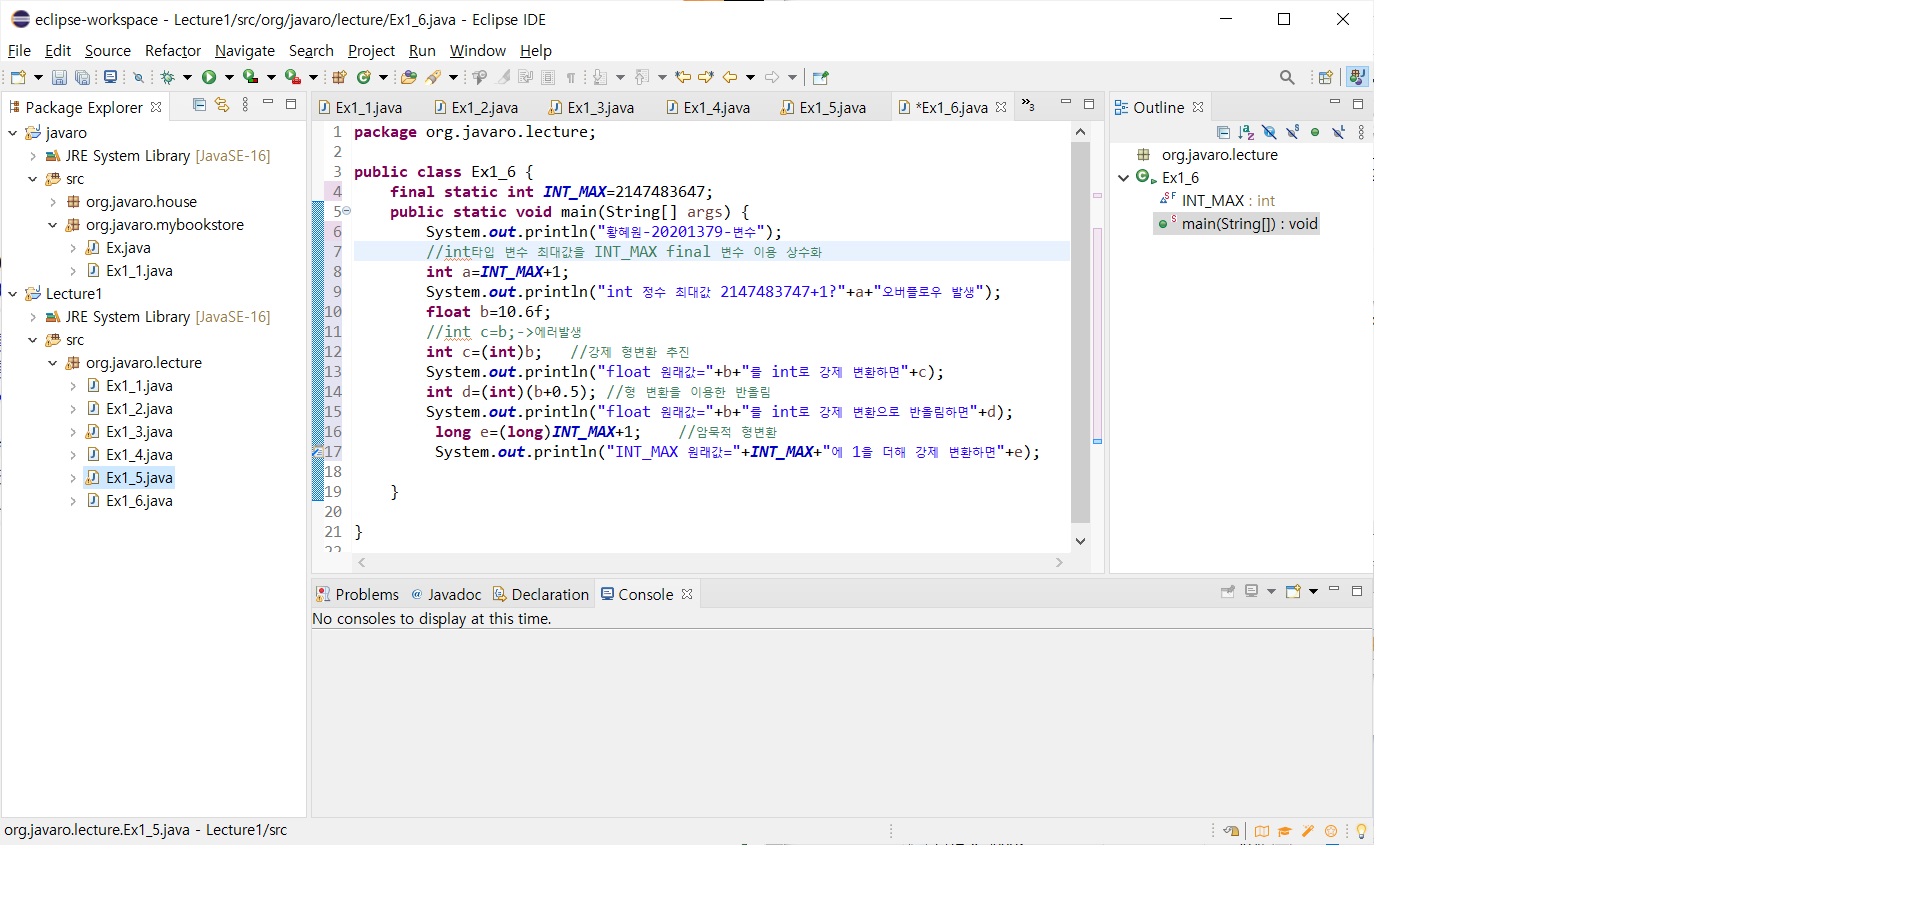 eclipse-workspace - Lecture1/src/org/javaro/lecture/Ex1_6.java - Eclipse IDE
File Edit Source Refactor Navigate Search Project Run Window Help
Package Explorer
javaro
JRE System Library [JavaSE-16]
src
org.javaro.house
org.javaro.mybookstore
Ex.java
Ex1_1.java
Lecture1
JRE System Library [JavaSE-16]
src
org.javaro.lecture
Ex1_1.java
Ex1_2.java
Ex1_3.java
Ex1_4.java
Ex1_5.java
Ex1_6.java
Ex1_1.java Ex1_2.java Ex1_3.java Ex1_4.java Ex1_5.java *Ex1_6.java »3
1 package org.javaro.lecture;
2
3 public class Ex1_6 {
4 final static int INT_MAX=2147483647;
5 public static void main(String[] args) {
6 System.out.println("황혜원-20201379-변수");
7 //int타입 변수 최대값을 INT_MAX final 변수 이용 상수화
8 int a=INT_MAX+1;
9 System.out.println("int 정수 최대값 2147483747+1?"+a+"오버플로우 발생");
10 float b=10.6f;
11 //int c=b;->에러발생
12 int c=(int)b; //강제 형변환 추진
13 System.out.println("float 원래값="+b+"을 int로 강제 변환하면"+c);
14 int d=(int)(b+0.5); //형 변환을 이용한 반올림
15 System.out.println("float 원래값="+b+"을 int로 강제 변환으로 반올림하면"+d);
16 long e=(long)INT_MAX+1; //암묵적 형변환
17 System.out.println("INT_MAX 원래값="+INT_MAX+"에 1을 더해 강제 변환하면"+e);
18
19 }
20
21 }
22
Outline
org.javaro.lecture
Ex1_6
INT_MAX : int
main(String[]) : void
Problems Javadoc Declaration Console
No consoles to display at this time.
org.javaro.lecture.Ex1_5.java - Lecture1/src